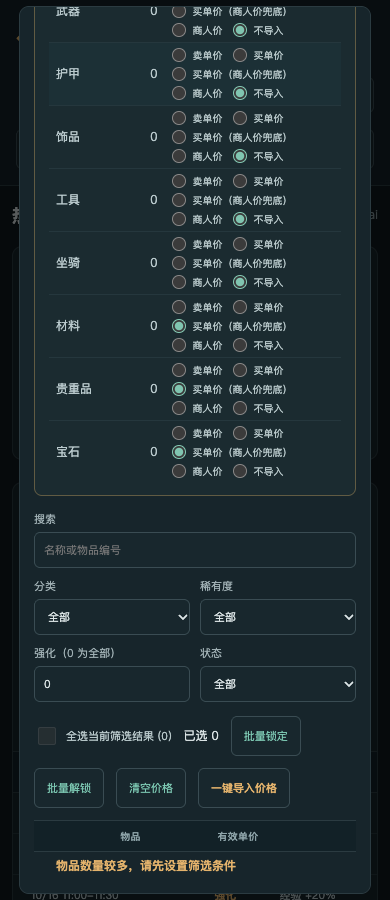 武器 0 买单价 (商人价兜底)
商人价 不导入
卖单价 买单价
护甲 0 买单价 (商人价兜底)
商人价 不导入
卖单价 买单价
饰品 0 买单价 (商人价兜底)
商人价 不导入
卖单价 买单价
工具 0 买单价 (商人价兜底)
商人价 不导入
卖单价 买单价
坐骑 0 买单价 (商人价兜底)
商人价 不导入
卖单价 买单价
材料 0 买单价 (商人价兜底)
商人价 不导入
卖单价 买单价
贵重品 0 买单价 (商人价兜底)
商人价 不导入
卖单价 买单价
宝石 0 买单价 (商人价兜底)
商人价 不导入
搜索
名称或物品编号
分类 稀有度
全部 全部
强化（0 为全部） 状态
0 全部
全选当前筛选结果 (0) 已选 0 批量锁定
批量解锁 清空价格 一键导入价格
物品 有效单价
物品数量较多，请先设置筛选条件
10/16 11:00–11:30 强化 经验 +20%